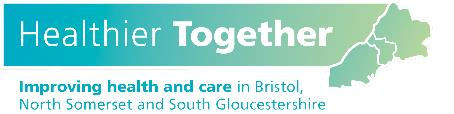 Healthier Together
Improving health and care in Bristol,
North Somerset and South Gloucestershire